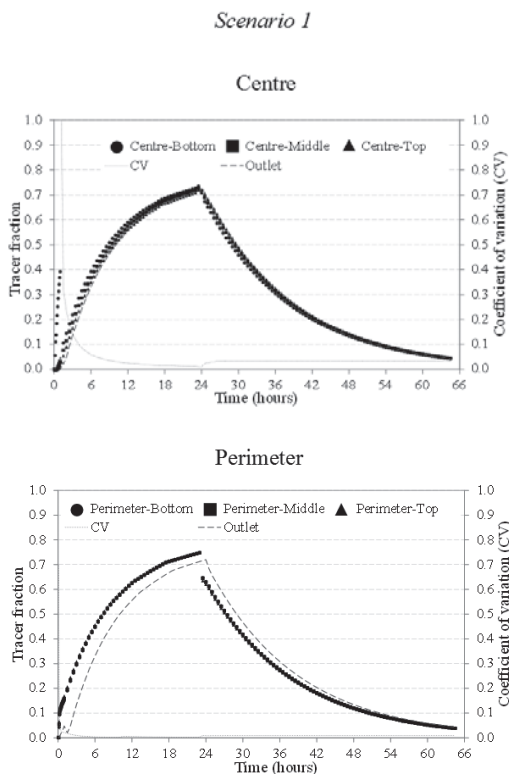 Scenario 1
Centre
● Centre-Bottom ■ Centre-Middle ▲ Centre-Top
CV Outlet
1.0
0.9
0.8
0.7
0.6
0.5
0.4
0.3
0.2
0.1
0.0
Tracer fraction
1.0
0.9
0.8
0.7
0.6
0.5
0.4
0.3
0.2
0.1
0.0
Coefficient of variation (CV)
0 6 12 18 24 30 36 42 48 54 60 66
Time (hours)
Perimeter
● Perimeter-Bottom ■ Perimeter-Middle ▲ Perimeter-Top
CV Outlet
1.0
0.9
0.8
0.7
0.6
0.5
0.4
0.3
0.2
0.1
0.0
Tracer fraction
1.0
0.9
0.8
0.7
0.6
0.5
0.4
0.3
0.2
0.1
0.0
Coefficient of variation (CV)
0 6 12 18 24 30 36 42 48 54 60 66
Time (hours)